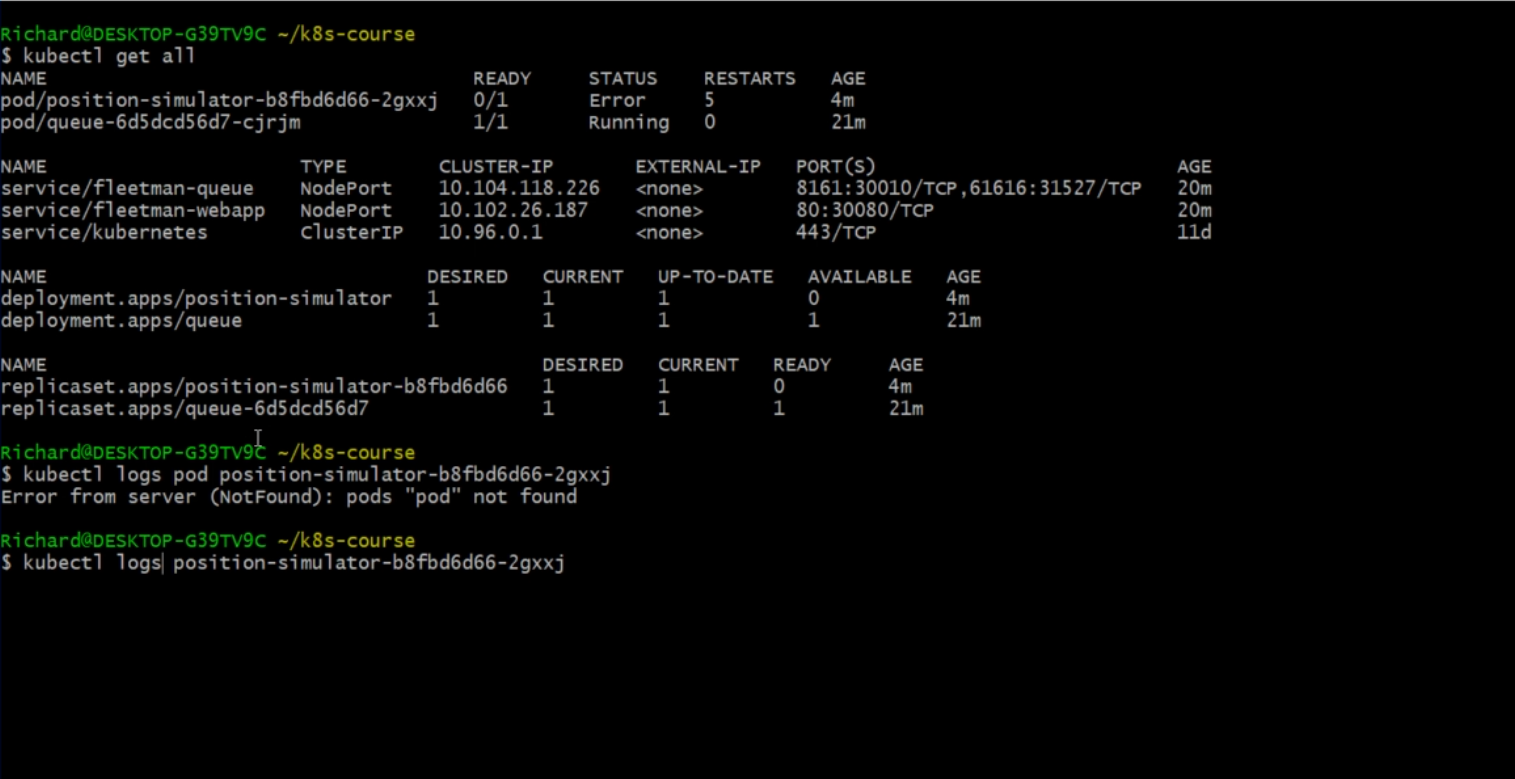 Richard@DESKTOP-G39TV9C ~/k8s-course
$ kubectl get all
NAME READY STATUS RESTARTS AGE
pod/position-simulator-b8fbd6d66-2gxxj 0/1 Error 5 4m
pod/queue-6d5dcd56d7-cjrjm 1/1 Running 0 21m
NAME TYPE CLUSTER-IP EXTERNAL-IP PORT(S) AGE
service/fleetman-queue NodePort 10.104.118.226 <none> 8161:30010/TCP,61616:31527/TCP 20m
service/fleetman-webapp NodePort 10.102.26.187 <none> 80:30080/TCP 20m
service/kubernetes ClusterIP 10.96.0.1 <none> 443/TCP 11d
NAME DESIRED CURRENT UP-TO-DATE AVAILABLE AGE
deployment.apps/position-simulator 1 1 1 0 4m
deployment.apps/queue 1 1 1 1 21m
NAME DESIRED CURRENT READY AGE
replicaset.apps/position-simulator-b8fbd6d66 1 1 0 4m
replicaset.apps/queue-6d5dcd56d7 1 1 1 21m
Richard@DESKTOP-G39TV9C ~/k8s-course
$ kubectl logs pod position-simulator-b8fbd6d66-2gxxj
Error from server (NotFound): pods "pod" not found
Richard@DESKTOP-G39TV9C ~/k8s-course
$ kubectl logs position-simulator-b8fbd6d66-2gxxj